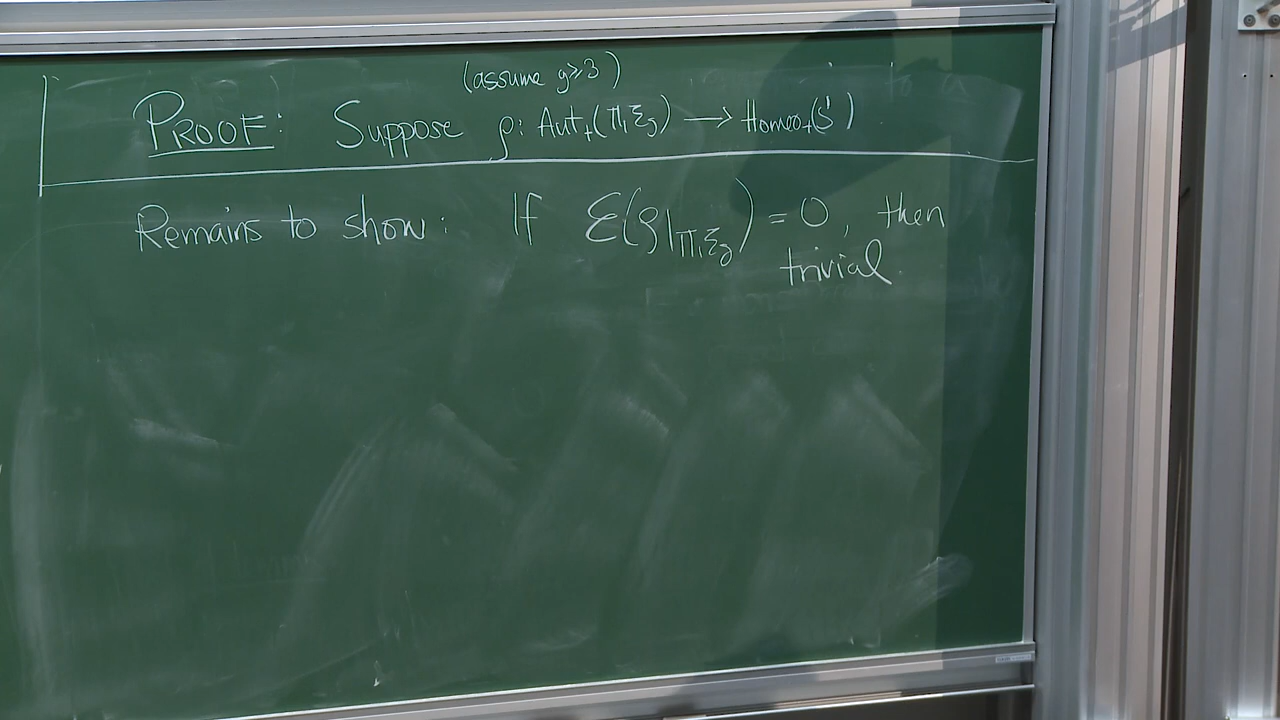 (assume g≥3)
PROOF: Suppose ρ: Aut₊(π₁Σg) → Homeo₊(S¹)
Remains to show: If ℰ(ρ|π₁Σg) = 0, then
trivial.